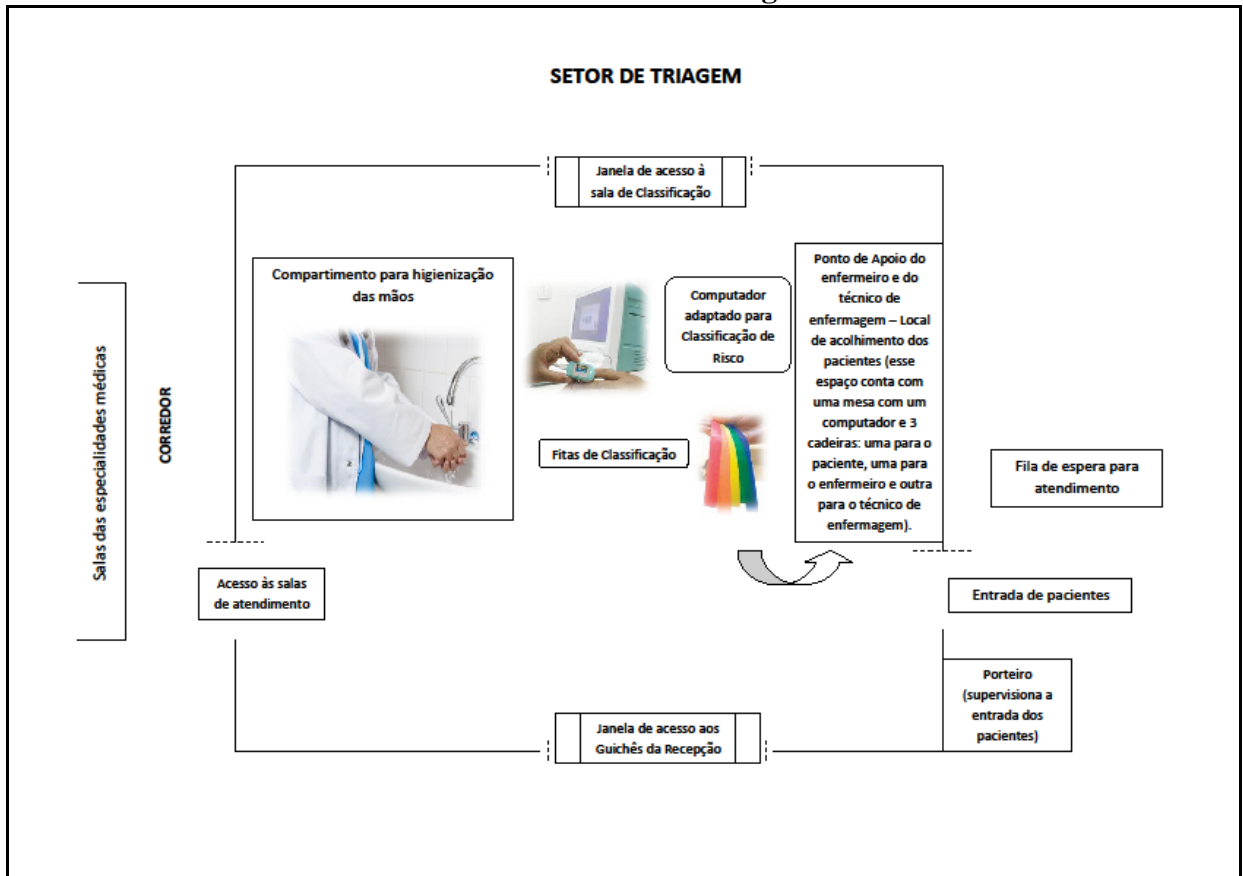 SETOR DE TRIAGEM
Janela de acesso à
sala de Classificação
Compartimento para higienização
das mãos
Computador
adaptado para
Classificação de
Risco
Fitas de Classificação
Ponto de Apoio do
enfermeiro e do
técnico de
enfermagem – Local
de acolhimento dos
pacientes (esse
espaço conta com
uma mesa com um
computador e 3
cadeiras: uma para o
paciente, uma para
o enfermeiro e outra
para o técnico de
enfermagem).
Salas das especialidades médicas
CORREDOR
Fila de espera para
atendimento
Acesso às salas
de atendimento
Entrada de pacientes
Porteiro
(supervisiona a
entrada dos
pacientes)
Janela de acesso aos
Guichês da Recepção